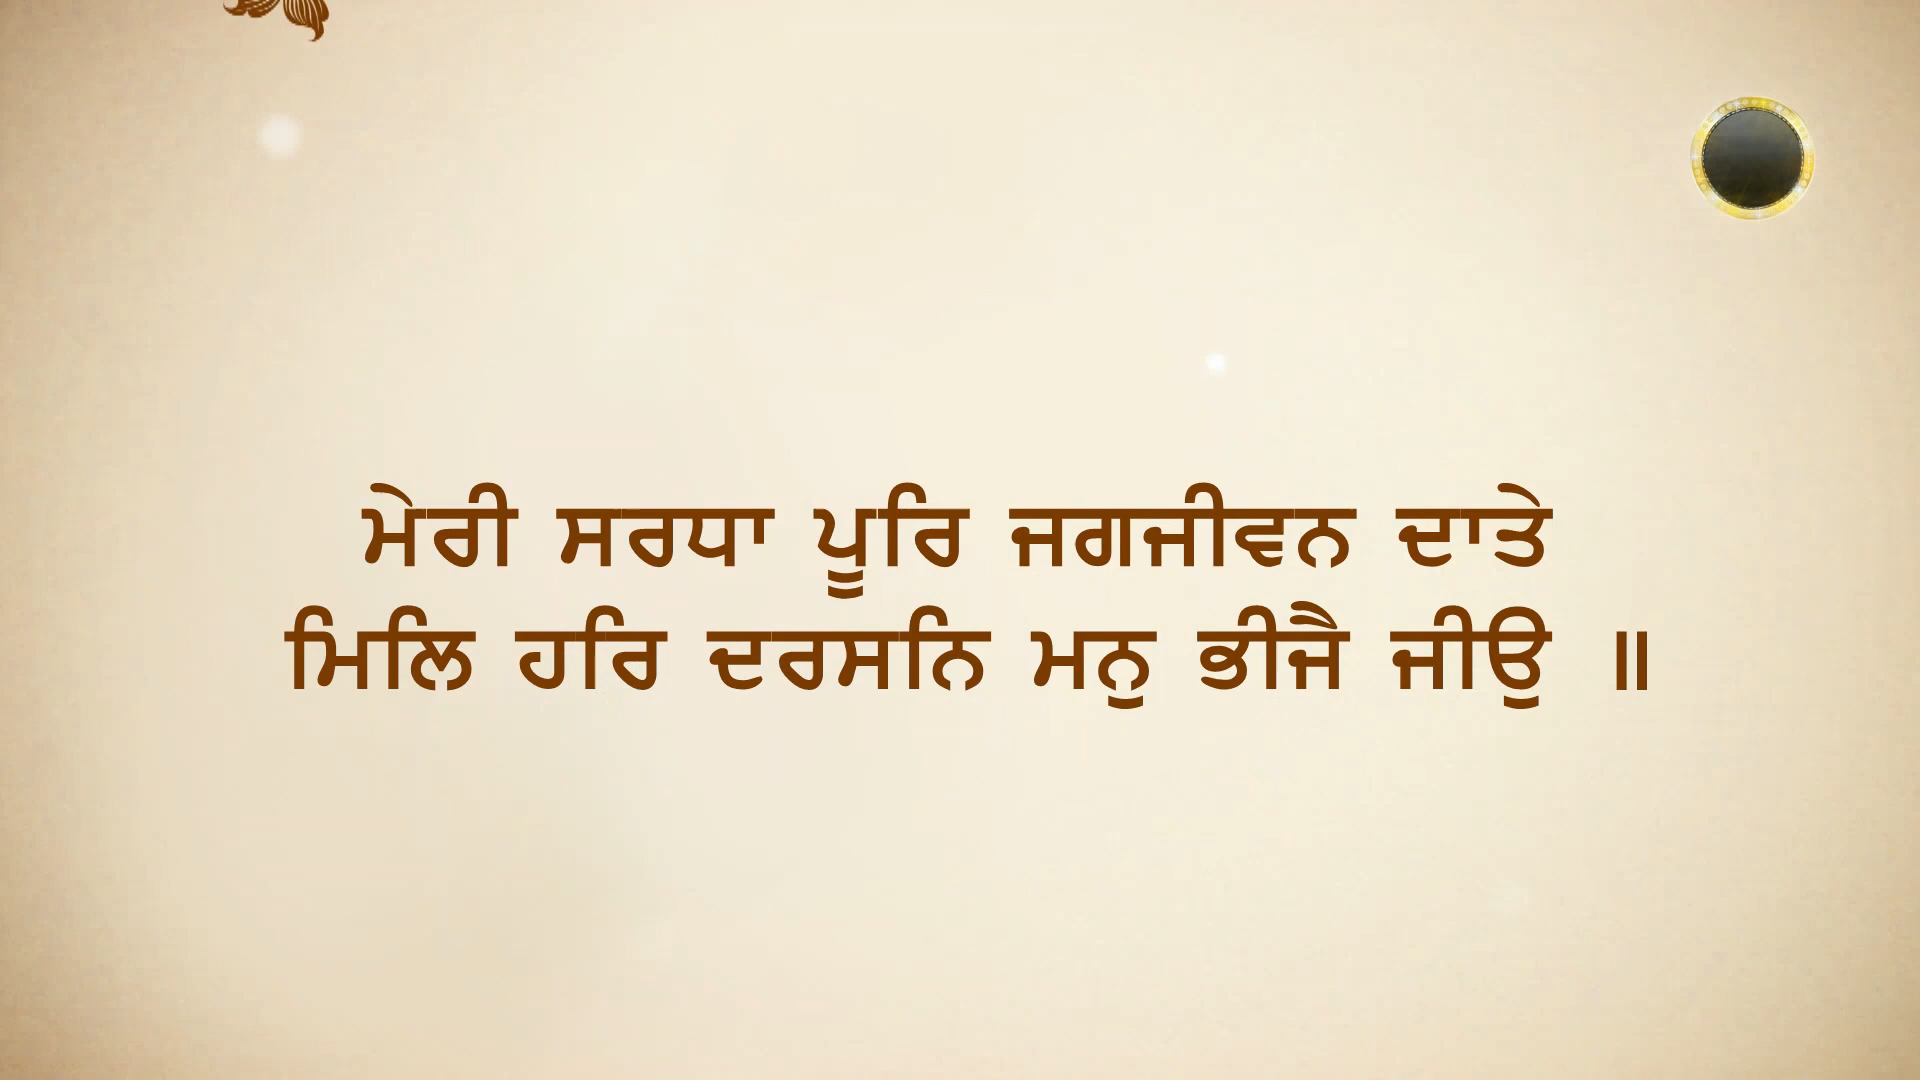 ਮੇਰੀ ਸਰਧਾ ਪੂਰਿ ਜਗਜੀਵਨ ਦਾਤੇ
ਮਿਲਿ ਹਰਿ ਦਰਸਨਿ ਮਨੁ ਭੀਜੈ ਜੀਉ ॥